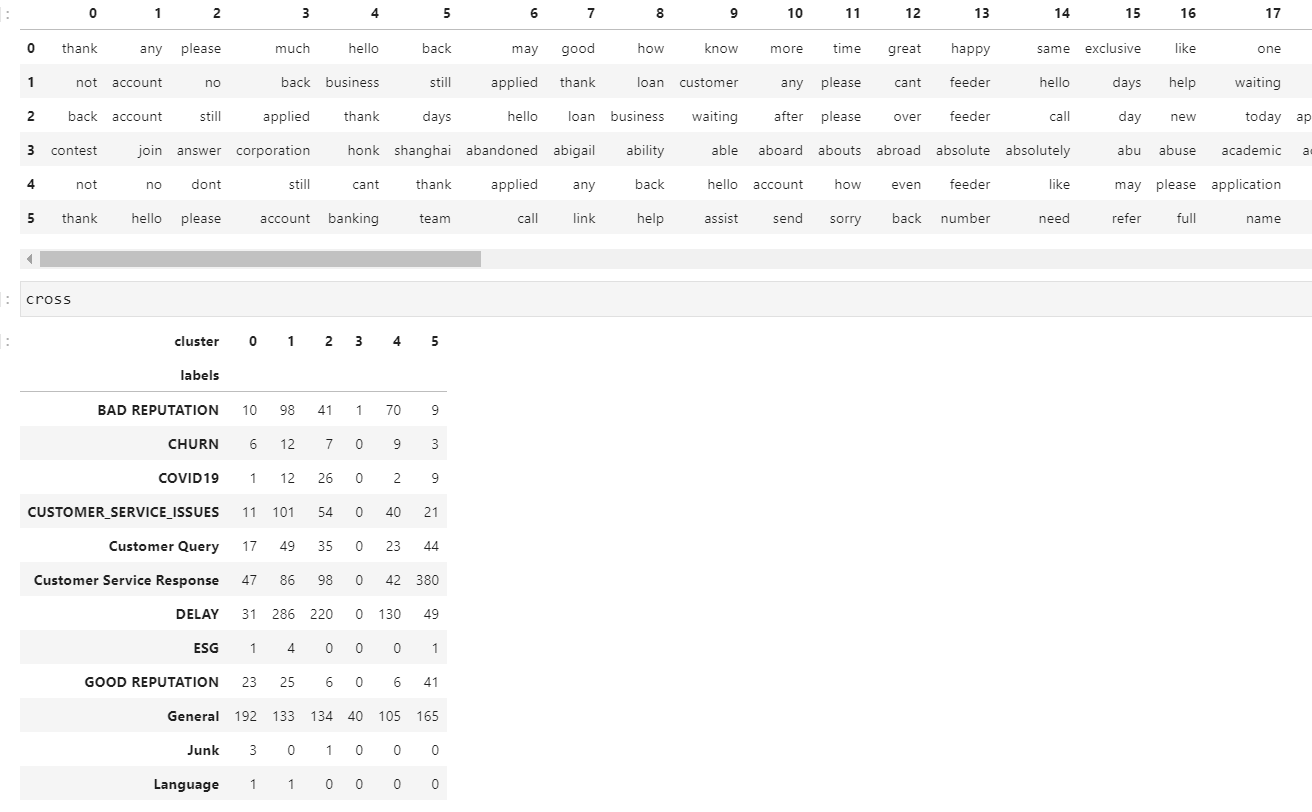 ]: 0 1 2 3 4 5 6 7 8 9 10 11 12 13 14 15 16 17
0 thank any please much hello back may good how know more time great happy same exclusive like one
1 not account no back business still applied thank loan customer any please cant feeder hello days help waiting
2 back account still applied thank days hello loan business waiting after please over feeder call day new today ap
3 contest join answer corporation honk shanghai abandoned abigail ability able aboard abouts abroad absolute absolutely abu abuse academic
4 not no dont still cant thank applied any back hello account how even feeder like may please application
5 thank hello please account banking team call link help assist send sorry back number need refer full name
]: cross
]: cluster 0 1 2 3 4 5
labels
BAD REPUTATION 10 98 41 1 70 9
CHURN 6 12 7 0 9 3
COVID19 1 12 26 0 2 9
CUSTOMER_SERVICE_ISSUES 11 101 54 0 40 21
Customer Query 17 49 35 0 23 44
Customer Service Response 47 86 98 0 42 380
DELAY 31 286 220 0 130 49
ESG 1 4 0 0 0 1
GOOD REPUTATION 23 25 6 0 6 41
General 192 133 134 40 105 165
Junk 3 0 1 0 0 0
Language 1 1 0 0 0 0